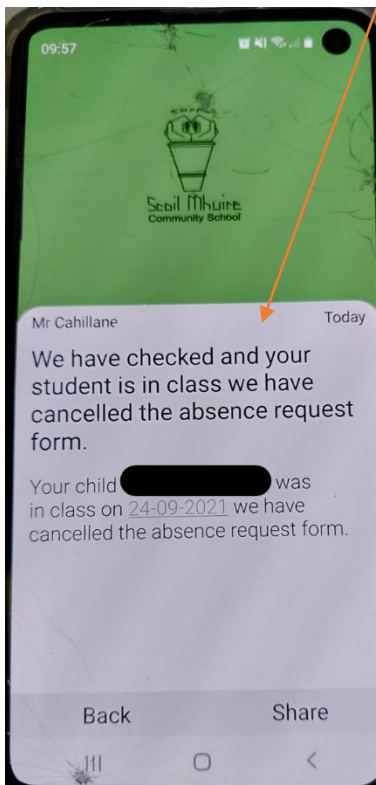 09:57
Scoil Mhuire
Community School
Mr Cahillane Today
We have checked and your
student is in class we have
cancelled the absence request
form.
Your child was
in class on 24-09-2021 we have
cancelled the absence request form.
Back Share